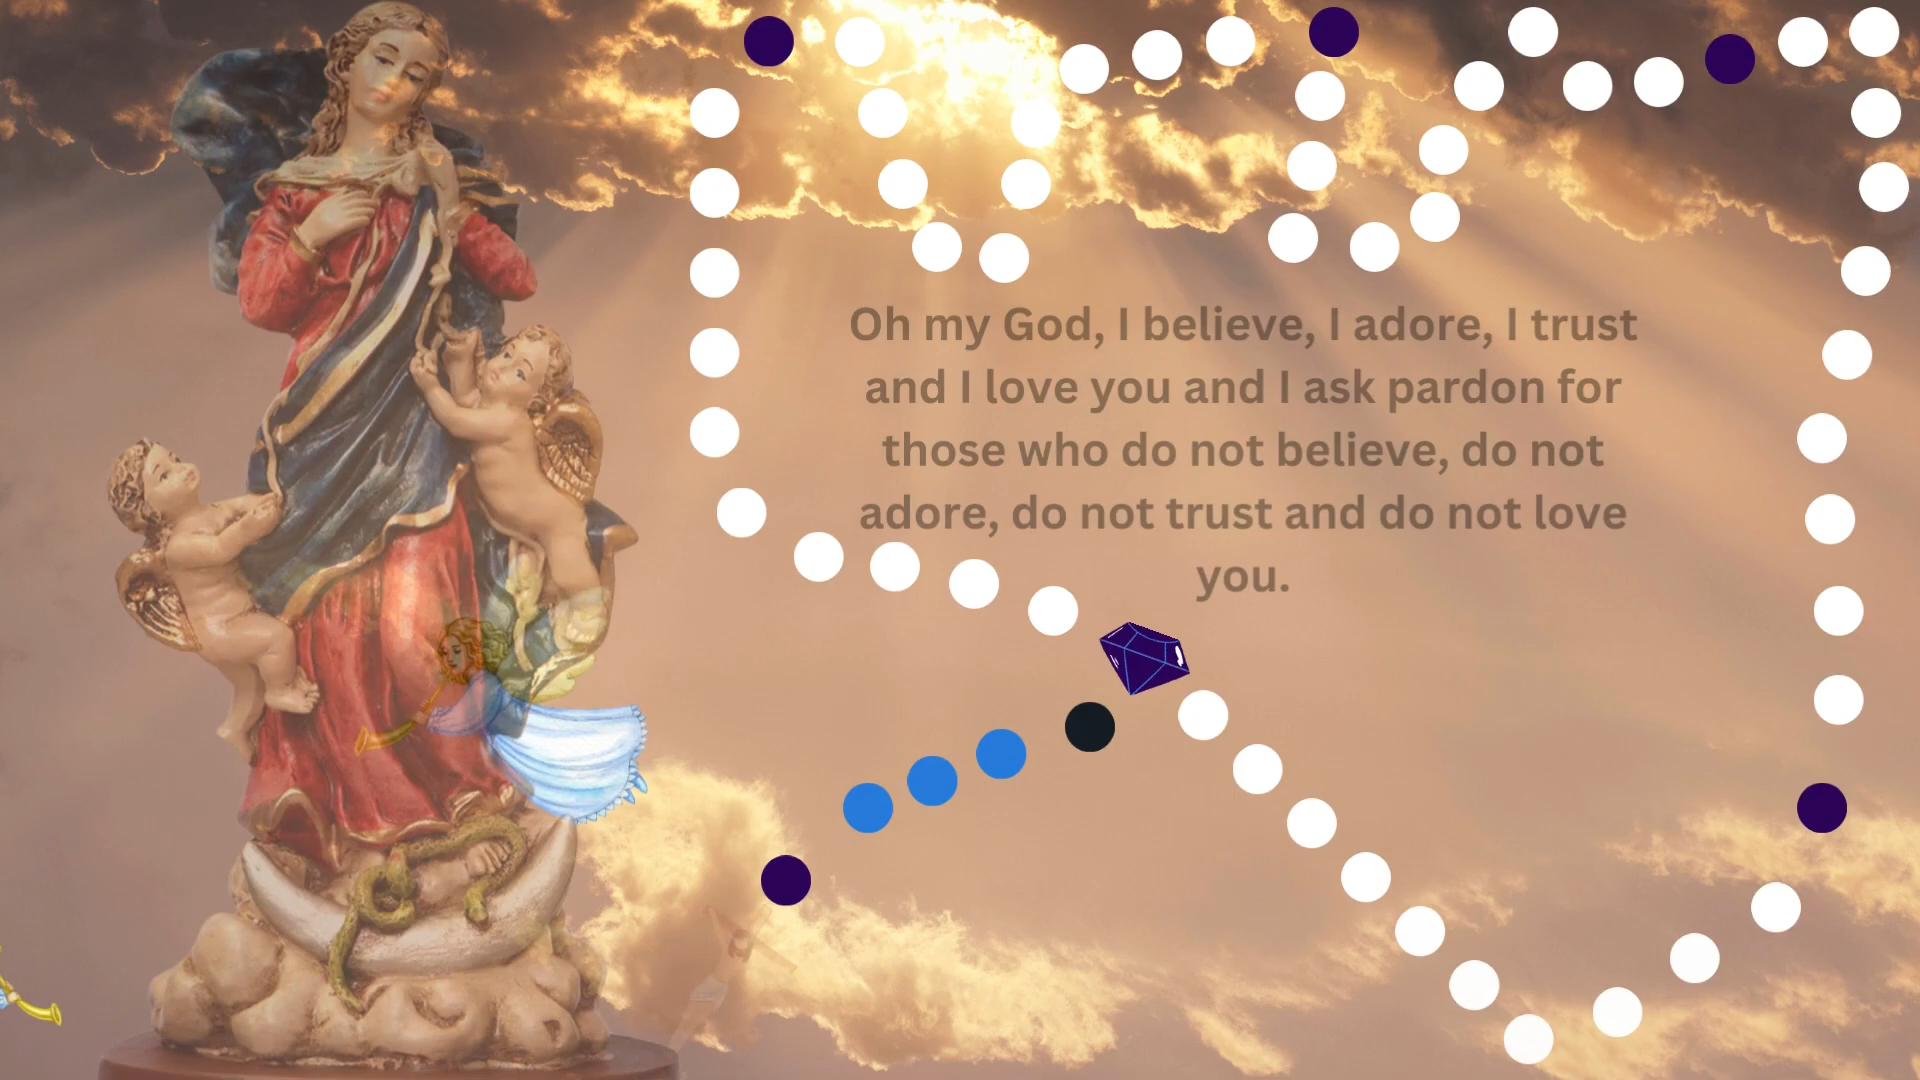 Oh my God, I believe, I adore, I trust
and I love you and I ask pardon for
those who do not believe, do not
adore, do not trust and do not love
you.